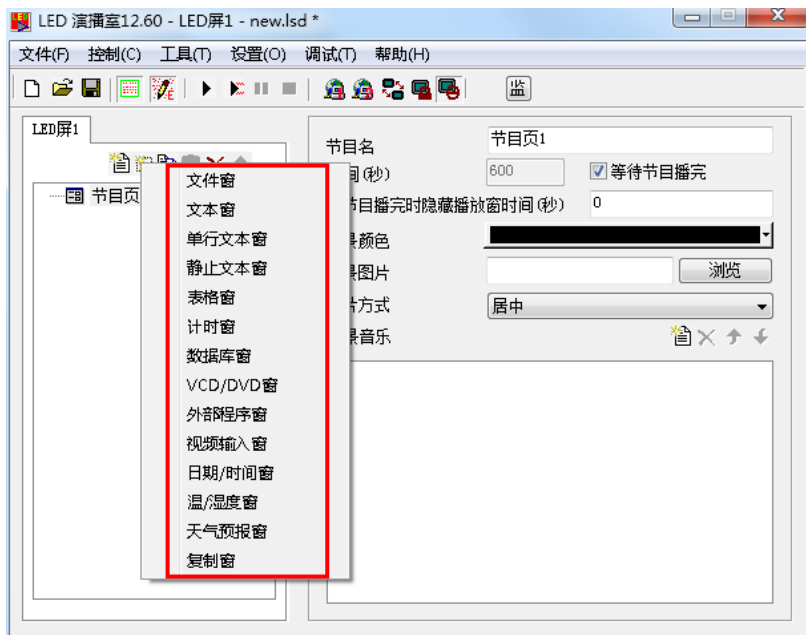 LED 演播室12.60 - LED屏1 - new.lsd *
文件(F) 控制(C) 工具(T) 设置(O) 调试(T) 帮助(H)
监
LED屏1
节目页
文件窗
文本窗
单行文本窗
静止文本窗
表格窗
计时窗
数据库窗
VCD/DVD窗
外部程序窗
视频输入窗
日期/时间窗
温/湿度窗
天气预报窗
复制窗
节目名 节目页1
间(秒) 600 等待节目播完
节目播完时隐藏播放窗时间(秒) 0
景颜色
景图片 浏览
片方式 居中
景音乐